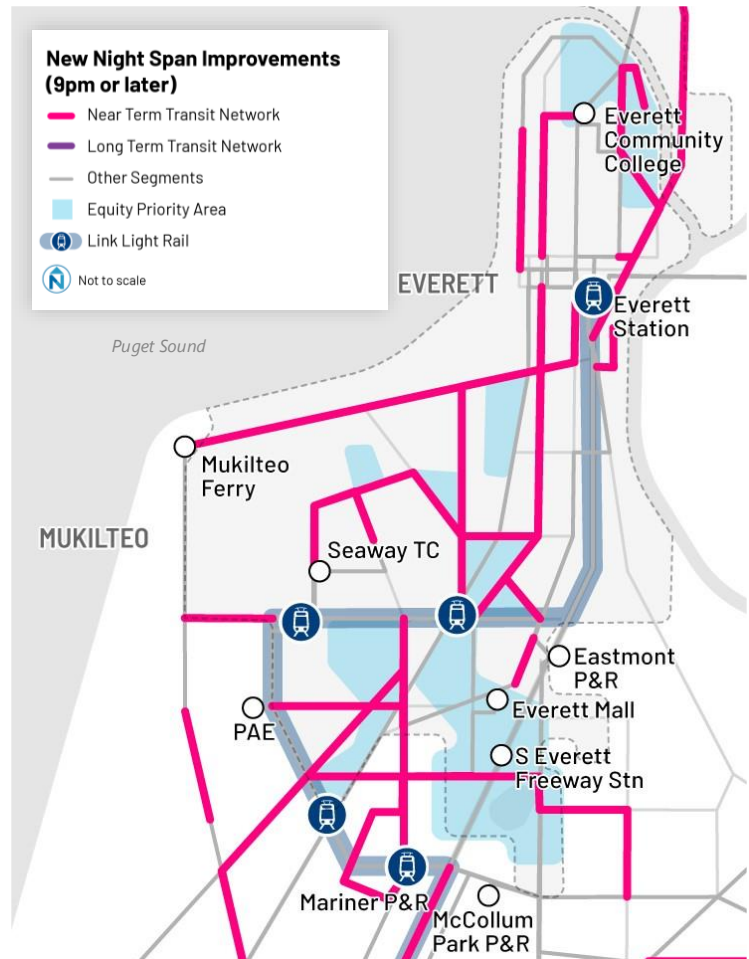 New Night Span Improvements
(9pm or later)
Near Term Transit Network
Long Term Transit Network
Other Segments
Equity Priority Area
Link Light Rail
N
Not to scale
Everett
Community
College
EVERETT
Everett
Station
Puget Sound
Mukilteo
Ferry
MUKILTEO
Seaway TC
Eastmont
P&R
Everett Mall
PAE
S Everett
Freeway Stn
Mariner P&R
McCollum
Park P&R